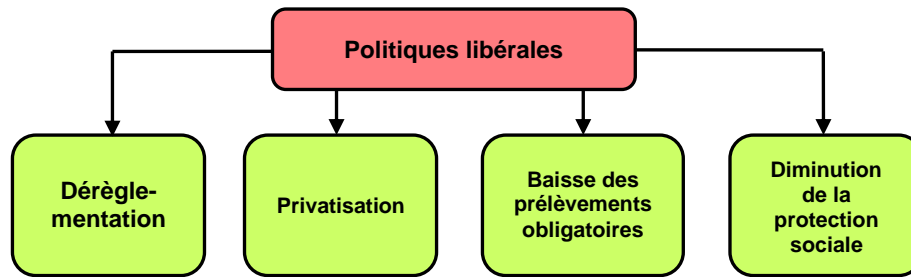 Politiques libérales
Dérègle-
mentation
Privatisation
Baisse des
prélèvements
obligatoires
Diminution
de la
protection
sociale